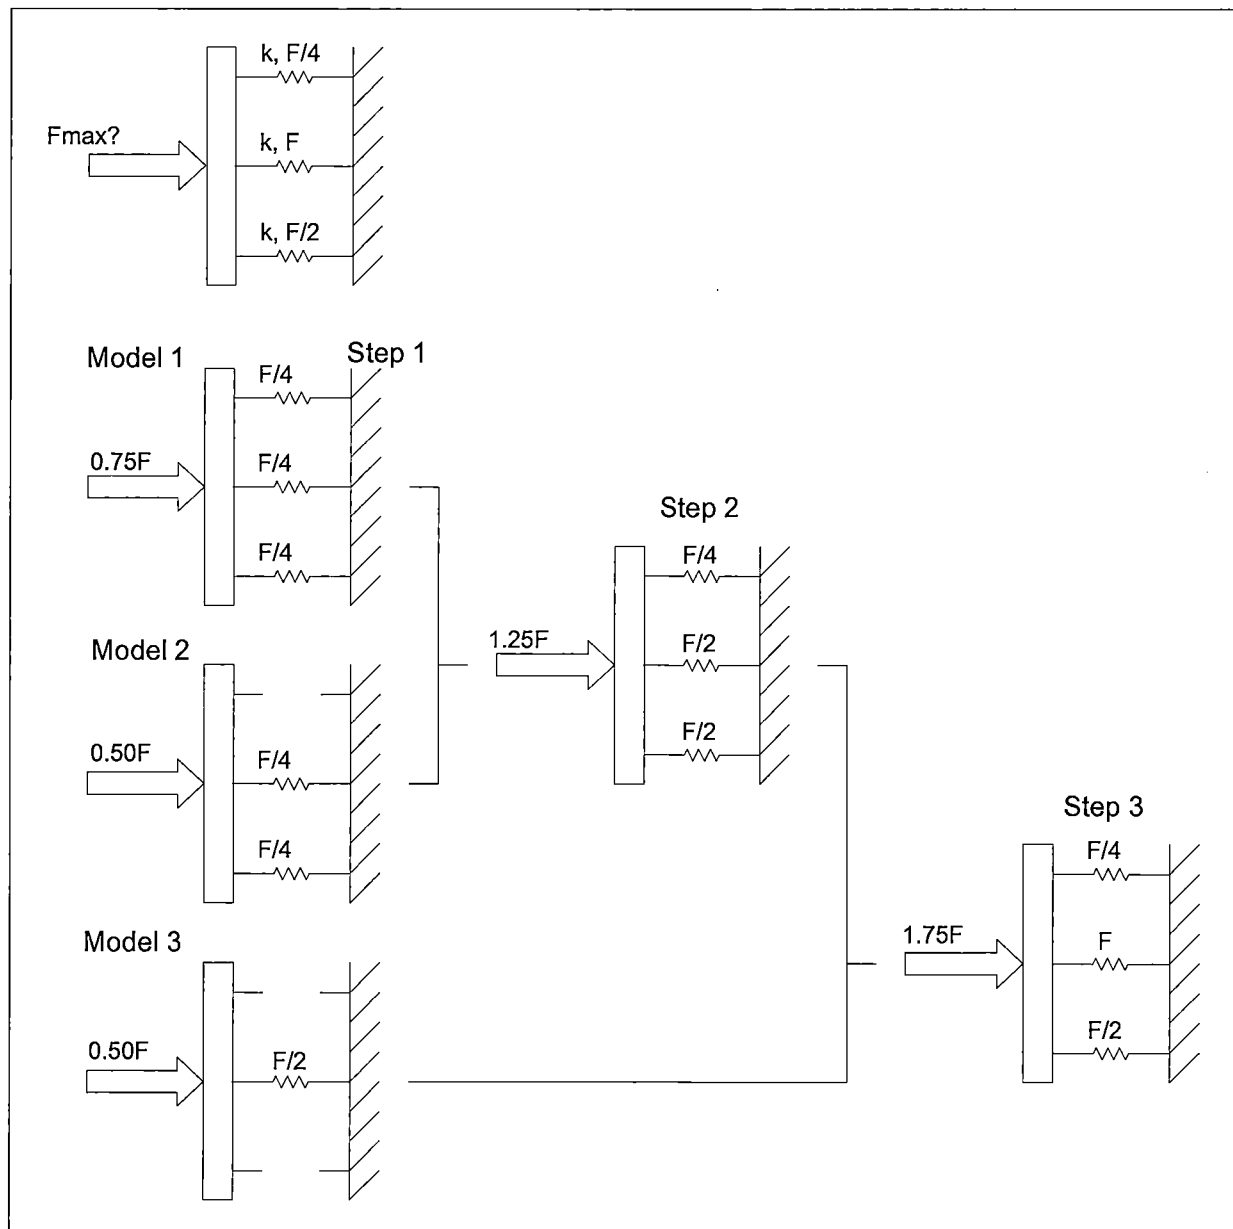 k, F/4
Fmax?
k, F
k, F/2
Model 1
Step 1
F/4
0.75F
F/4
F/4
Step 2
F/4
1.25F
F/2
F/2
Model 2
0.50F
F/4
F/4
Step 3
F/4
1.75F
F
F/2
Model 3
0.50F
F/2